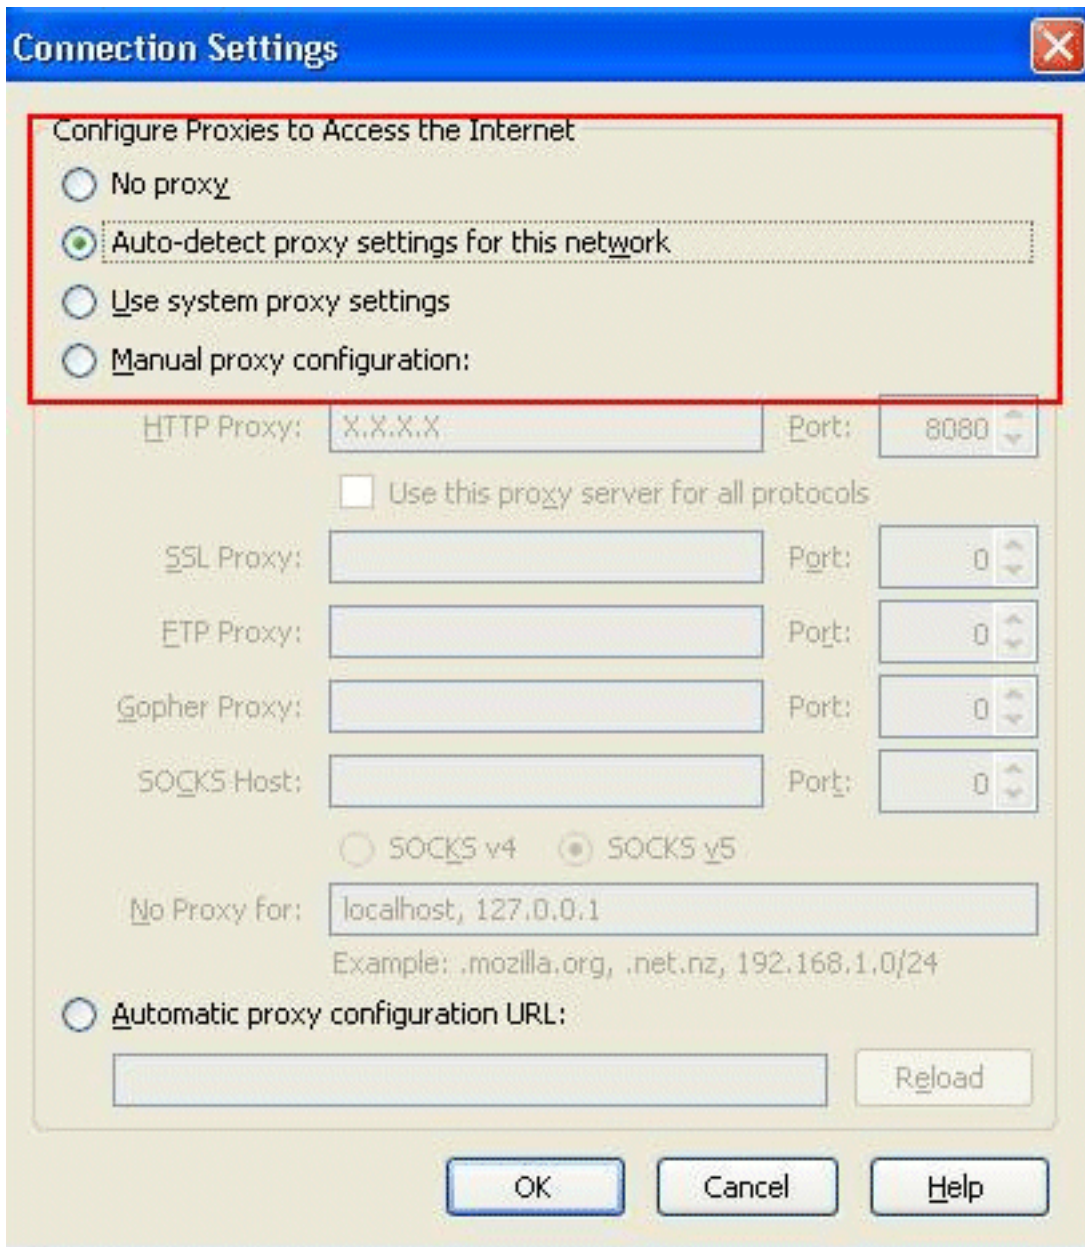 Connection Settings
Configure Proxies to Access the Internet
No proxy
Auto-detect proxy settings for this network
Use system proxy settings
Manual proxy configuration:
HTTP Proxy: X.X.X.X Port: 8080
Use this proxy server for all protocols
SSL Proxy: Port: 0
FTP Proxy: Port: 0
Gopher Proxy: Port: 0
SOCKS Host: Port: 0
SOCKS v4 SOCKS v5
No Proxy for: localhost, 127.0.0.1
Example: .mozilla.org, .net.nz, 192.168.1.0/24
Automatic proxy configuration URL:
Reload
OK Cancel Help